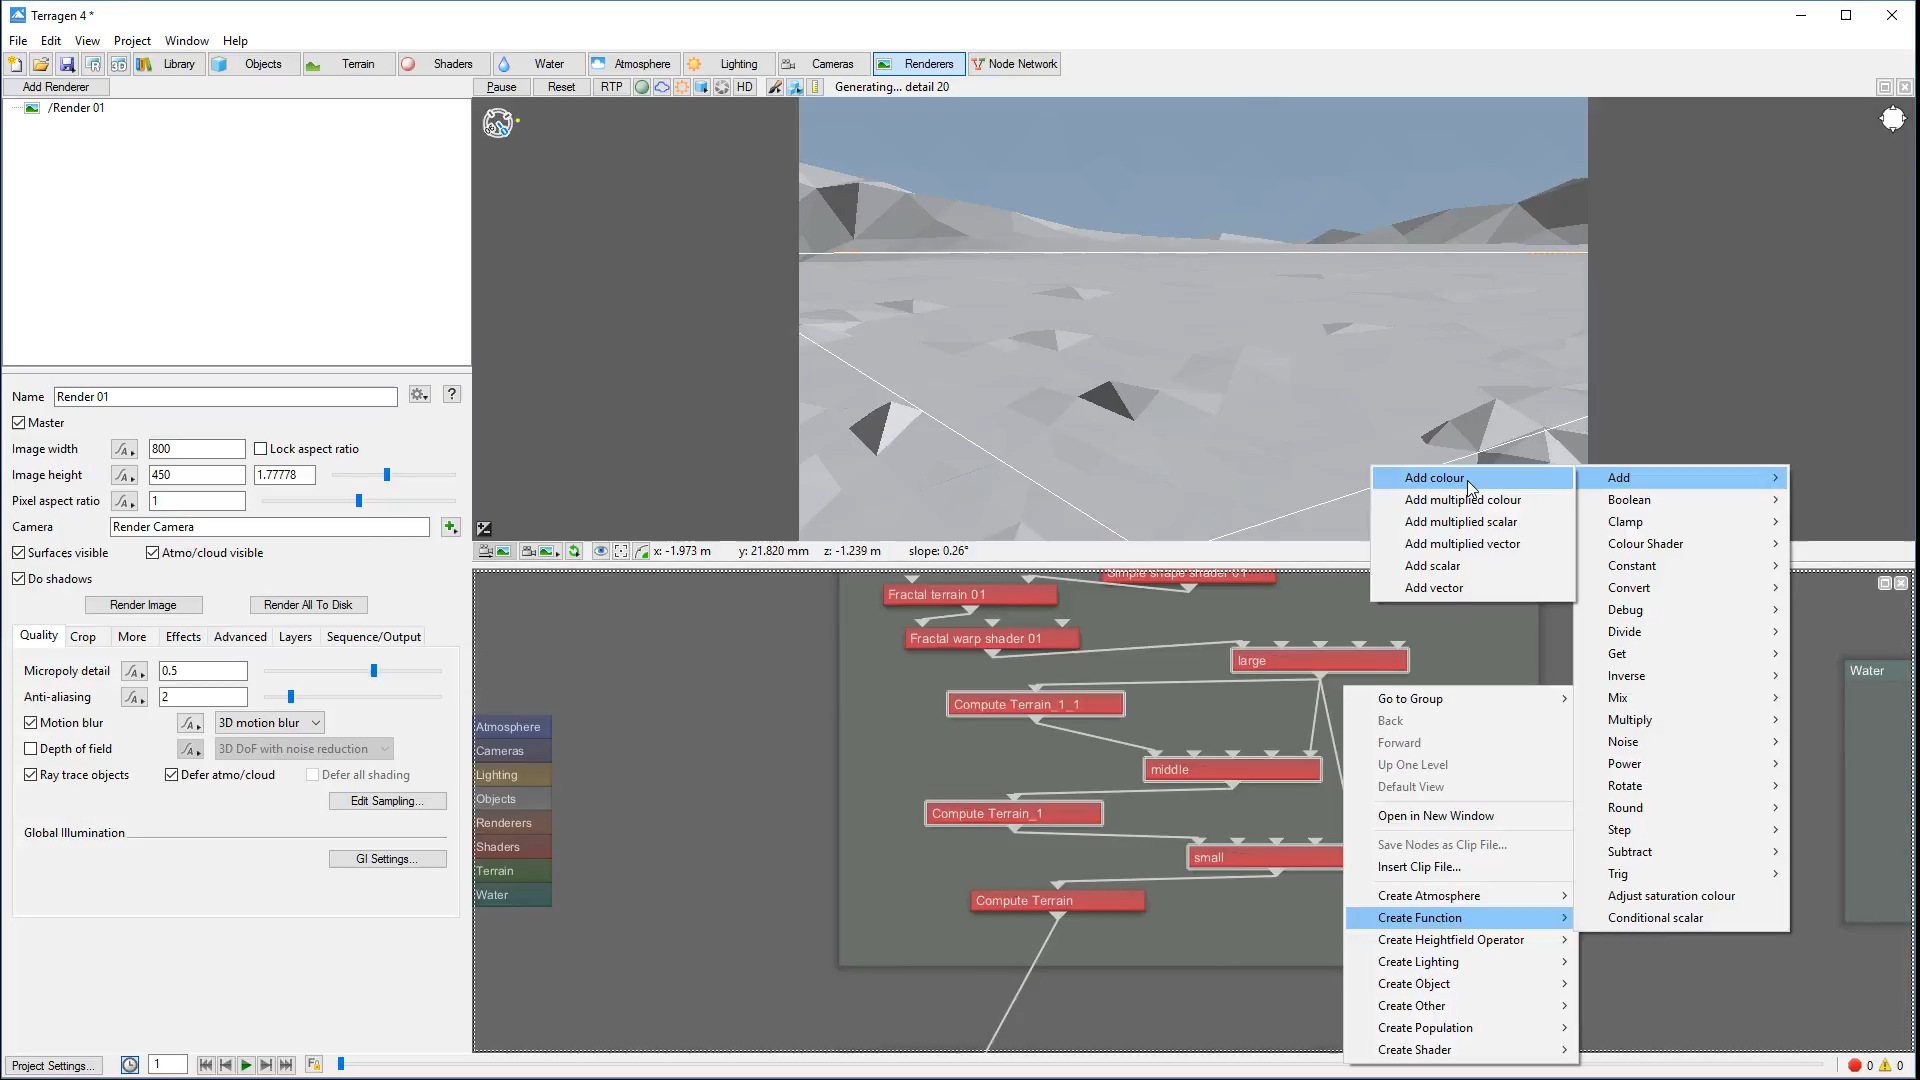 Terragen 4 *
File Edit View Project Window Help
Library Objects Terrain Shaders Water Atmosphere Lighting Cameras Renderers Node Network
Add Renderer
Pause Reset RTP HD Generating... detail 20
/Render 01
Name Render 01 ?
Master
Image width 800 Lock aspect ratio
Image height 450 1.77778
Pixel aspect ratio 1
Camera Render Camera
Surfaces visible Atmo/cloud visible
Do shadows
Render Image Render All To Disk
Quality Crop More Effects Advanced Layers Sequence/Output
Micropoly detail 0.5
Anti-aliasing 2
Motion blur 3D motion blur
Depth of field 3D DoF with noise reduction
Ray trace objects Defer atmo/cloud Defer all shading
Edit Sampling...
Global Illumination
GI Settings...
x: -1.973 m y: 21.820 mm z: -1.239 m slope: 0.26°
Atmosphere
Cameras
Lighting
Objects
Renderers
Shaders
Terrain
Water
Simple shape shader 01
Fractal terrain 01
Fractal warp shader 01
large
Compute Terrain_1_1
middle
Compute Terrain_1
small
Compute Terrain
Water
Add colour
Add multiplied colour
Add multiplied scalar
Add multiplied vector
Add scalar
Add vector
Add
Boolean
Clamp
Colour Shader
Constant
Convert
Debug
Divide
Get
Inverse
Mix
Multiply
Noise
Power
Rotate
Round
Step
Subtract
Trig
Adjust saturation colour
Conditional scalar
Go to Group
Back
Forward
Up One Level
Default View
Open in New Window
Save Nodes as Clip File...
Insert Clip File...
Create Atmosphere
Create Function
Create Heightfield Operator
Create Lighting
Create Object
Create Other
Create Population
Create Shader
Project Settings... 1 0 0